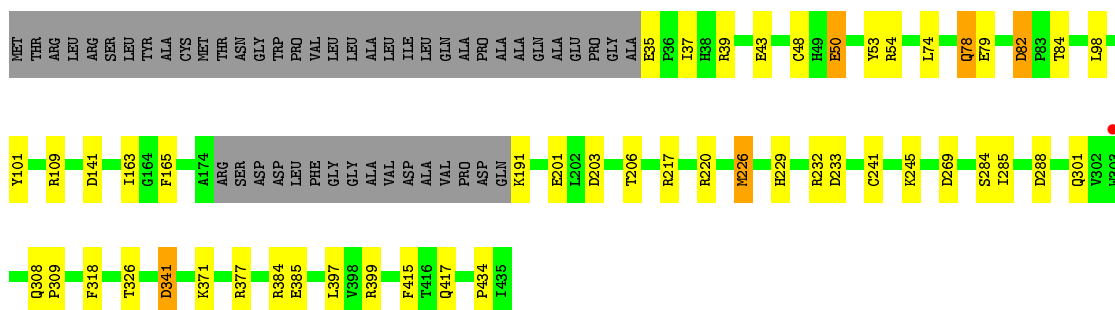 MET THR ARG LEU ARG SER LEU TYR ALA CYS MET THR ASN GLY TRP PRO VAL LEU LEU ALA LEU ILE LEU GLN ALA PRO ALA ALA GLN ALA GLU PRO GLY ALA E35 P36 I37 H38 R39 E43 C48 H49 E50 Y53 R54 L74 Q78 E79 D82 P83 T84 L98
Y101 R109 D141 I163 G164 F165 A174 ARG SER ASP ASP LEU PHE GLY GLY ALA VAL ASP ALA VAL PRO ASP GLN K191 E201 L202 D203 T206 R217 R220 M226 H229 R232 D233 C241 K245 D269 S284 I285 D288 Q301 V302 W303
Q308 P309 F318 T326 D341 K371 R377 R384 E385 L397 V398 R399 F415 T416 Q417 P434 I435